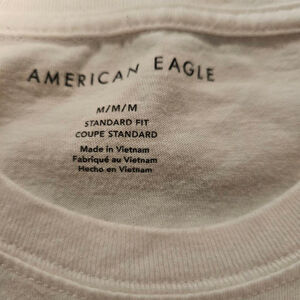 AMERICAN EAGLE
M/M/M
STANDARD FIT
COUPE STANDARD
Made in Vietnam
Fabriqué au Vietnam
Hecho en Vietnam